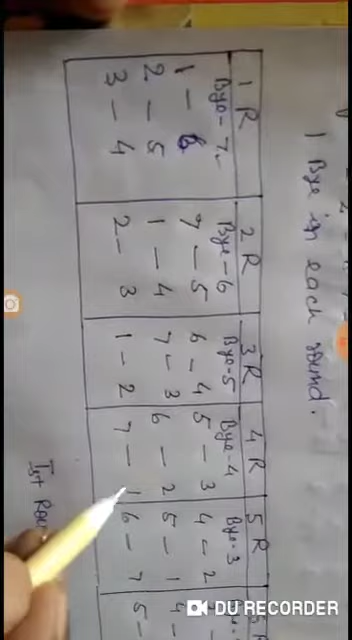 1 Bye in each round.
1 R
2 R
3 R
4 R
5 R
Bye-7
Bye-6
Bye-5
Bye-4
Bye-3
1 — 6
7 — 5
6 — 4
5 — 3
4 — 2
2 — 5
1 — 4
7 — 3
6 — 2
5 — 1
3 — 4
2 — 3
1 — 2
7 — 1
6 — 7
DU RECORDER